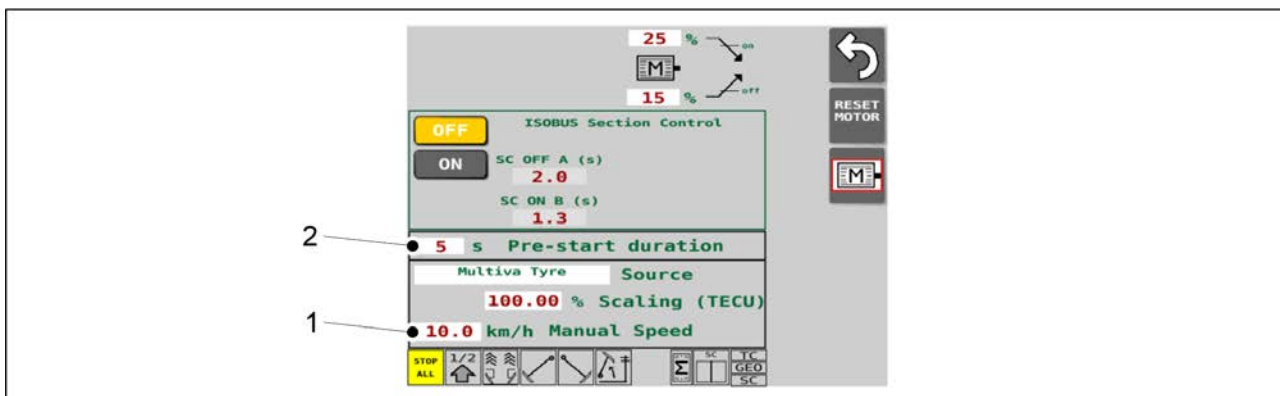 25 %
on
M
15 %
off
RESET
MOTOR
OFF
ISOBUS Section Control
ON
SC OFF A (s)
2.0
M
SC ON B (s)
1.3
2
5 s Pre-start duration
Multiva Tyre Source
100.00 % Scaling (TECU)
1
10.0 km/h Manual Speed
STOP
ALL
1/2
Σ
SC
TC
GEO
SC